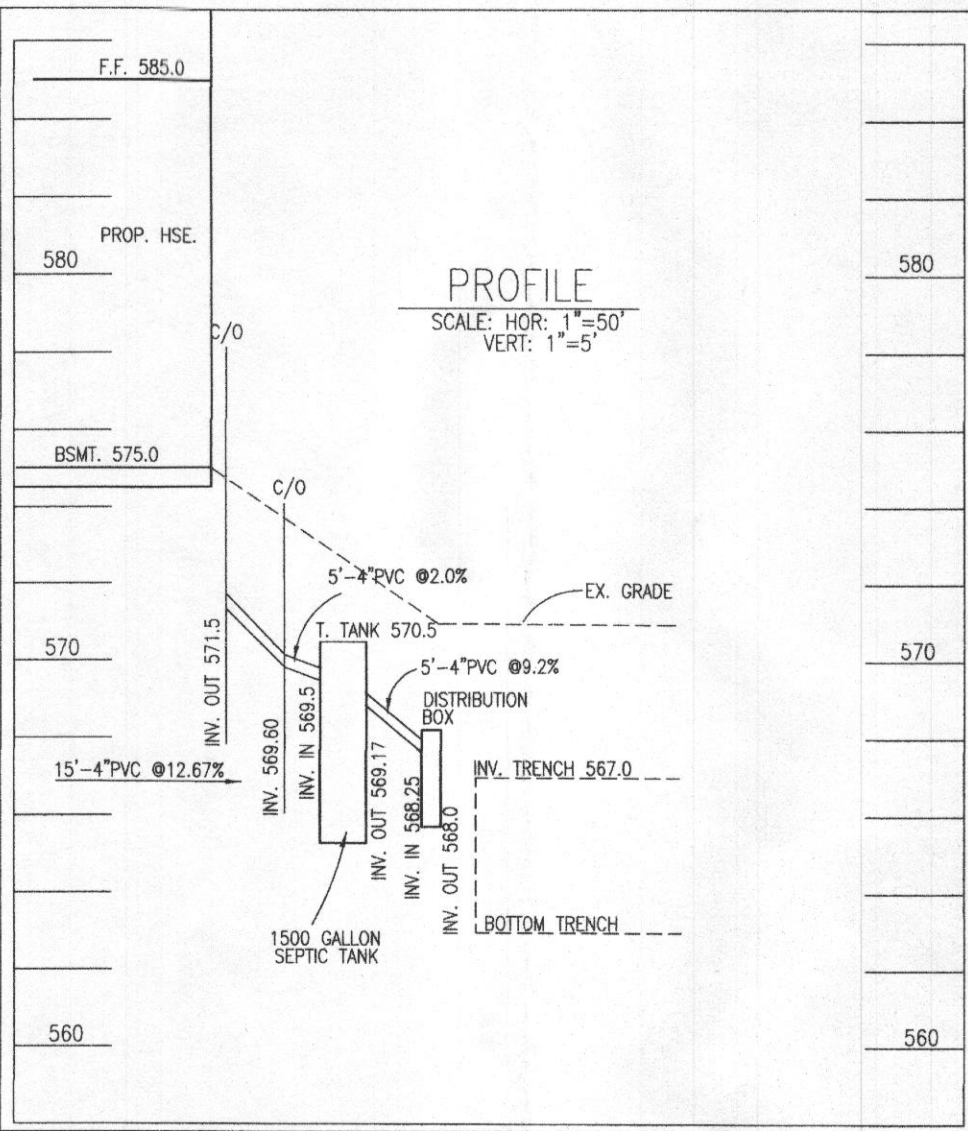 F.F. 585.0
PROP. HSE.
580
580
PROFILE
SCALE: HOR: 1"=50'
VERT: 1"=5'
C/O
BSMT. 575.0
C/O
5'-4"PVC @2.0%
EX. GRADE
T. TANK 570.5
570
570
INV. OUT 571.5
5'-4"PVC @9.2%
DISTRIBUTION
BOX
15'-4"PVC @12.67%
INV. 569.60
INV. IN 569.5
INV. OUT 569.17
INV. IN 568.25
INV. OUT 568.0
INV. TRENCH 567.0
BOTTOM TRENCH
1500 GALLON
SEPTIC TANK
560
560